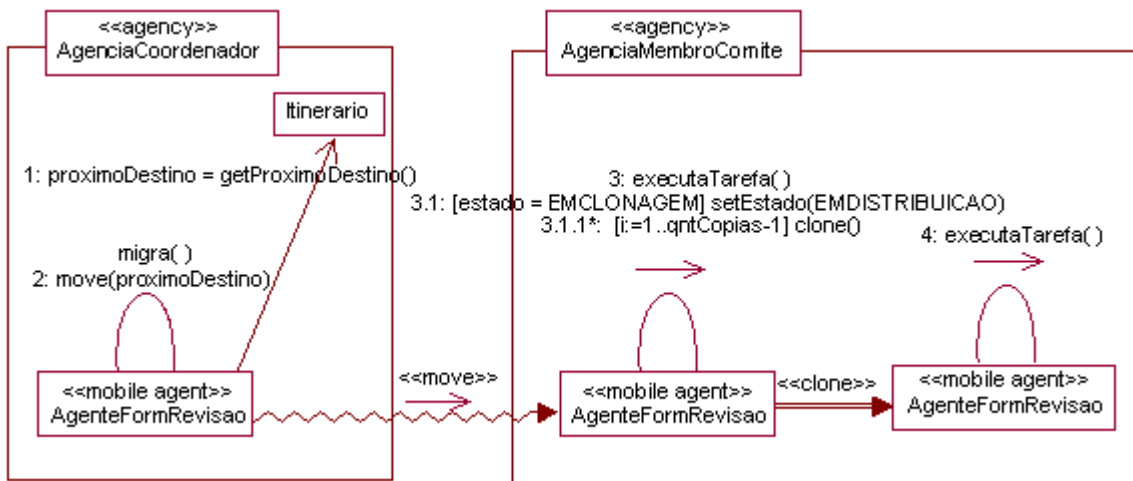 <<agency>>
AgenciaCoordenador
<<agency>>
AgenciaMembroComite
Itinerario
1: proximoDestino = getProximoDestino()
3: executaTarefa()
3.1: [estado = EMCLONAGEM] setEstado(EMDISTRIBUICAO)
3.1.1*: [i:=1..qntCopias-1] clone()
4: executaTarefa( )
migra( )
2: move(proximoDestino)
<<mobile agent>>
AgenteFormRevisao
<<move>>
<<mobile agent>>
AgenteFormRevisao
<<clone>>
<<mobile agent>>
AgenteFormRevisao